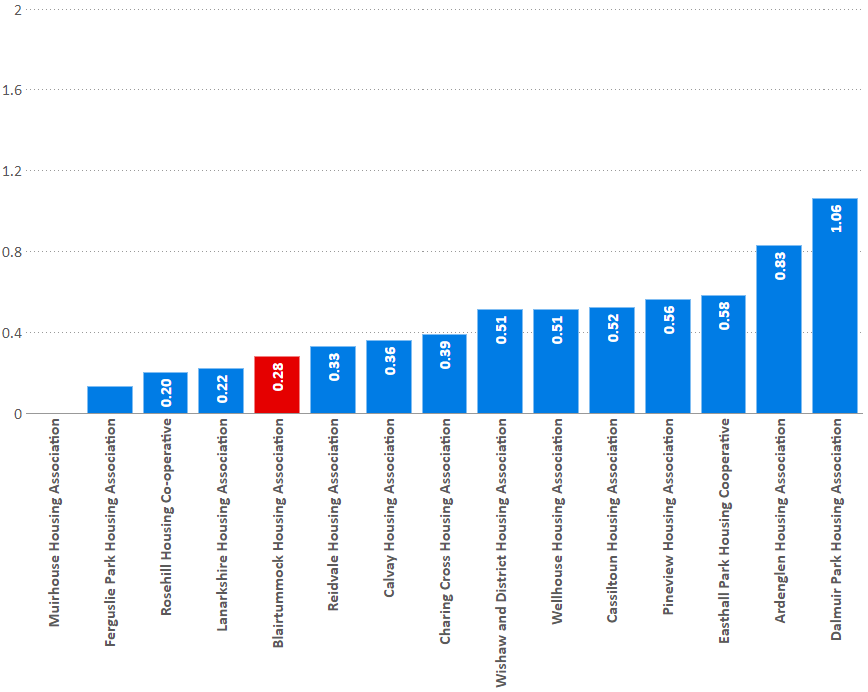 2
1.6
1.2
0.8
0.4
0
0.20
0.22
0.28
0.33
0.36
0.39
0.51
0.51
0.52
0.56
0.58
0.83
1.06
Muirhouse Housing Association
Ferguslie Park Housing Association
Rosehill Housing Co-operative
Lanarkshire Housing Association
Blairtummock Housing Association
Reidvale Housing Association
Calvay Housing Association
Charing Cross Housing Association
Wishaw and District Housing Association
Wellhouse Housing Association
Cassiltoun Housing Association
Pineview Housing Association
Easthall Park Housing Cooperative
Ardenglen Housing Association
Dalmuir Park Housing Association